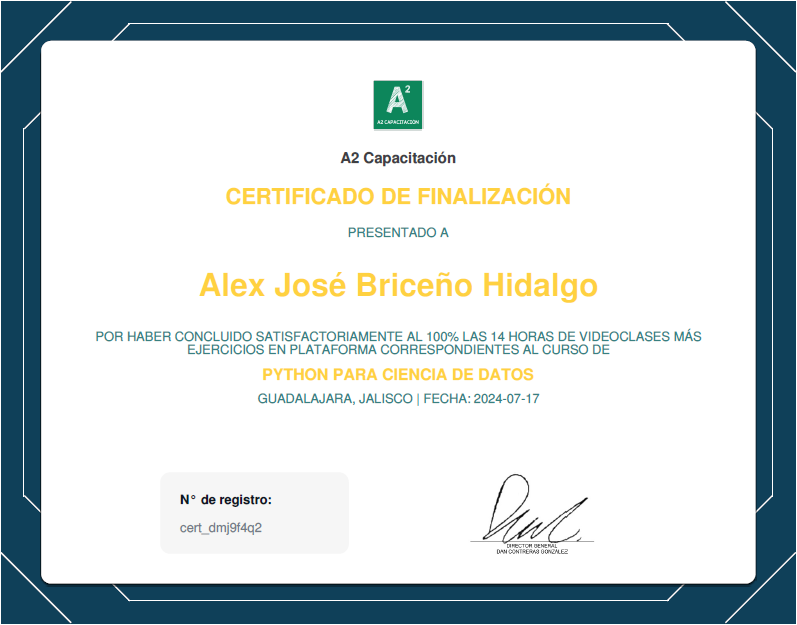 A2
A2 CAPACITACIÓN
A2 Capacitación
CERTIFICADO DE FINALIZACIÓN
PRESENTADO A
Alex José Briceño Hidalgo
POR HABER CONCLUIDO SATISFACTORIAMENTE AL 100% LAS 14 HORAS DE VIDEOCLASES MÁS
EJERCICIOS EN PLATAFORMA CORRESPONDIENTES AL CURSO DE
PYTHON PARA CIENCIA DE DATOS
GUADALAJARA, JALISCO | FECHA: 2024-07-17
N° de registro:
cert_dmj9f4q2
DIRECTOR GENERAL
DAN CONTRERAS GONZÁLEZ